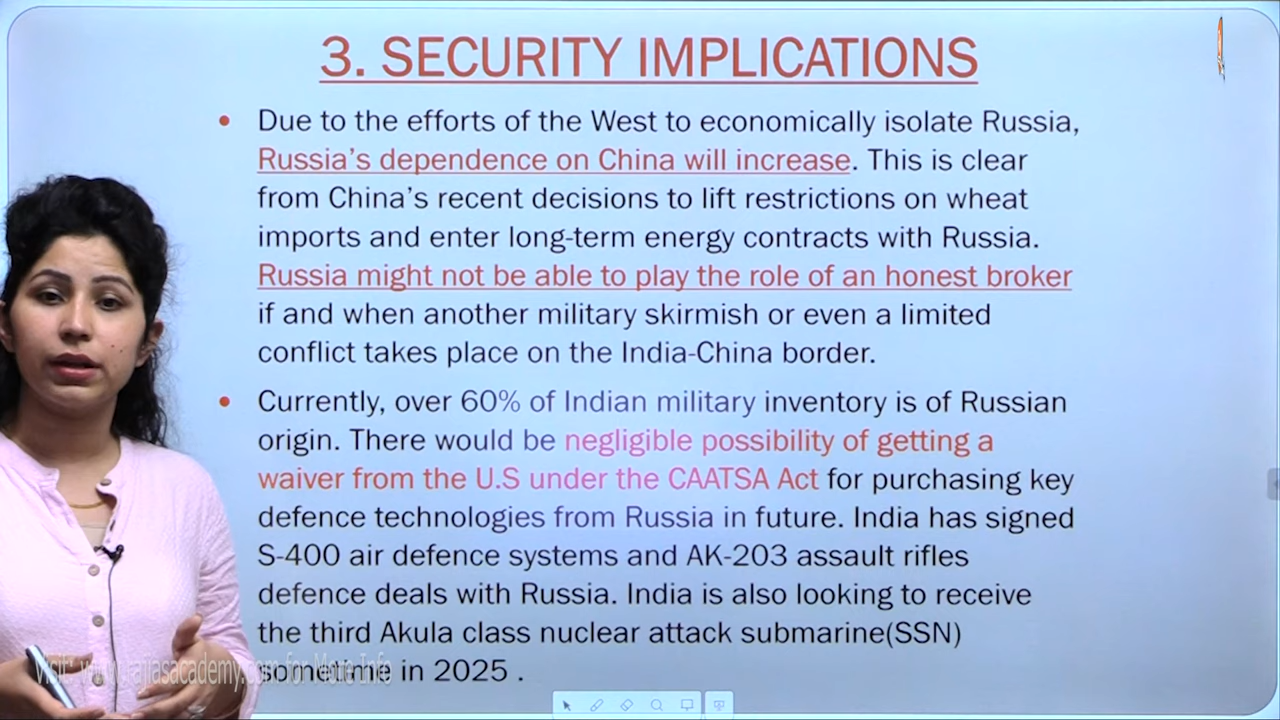 3. SECURITY IMPLICATIONS
• Due to the efforts of the West to economically isolate Russia,
Russia's dependence on China will increase. This is clear
from China's recent decisions to lift restrictions on wheat
imports and enter long-term energy contracts with Russia.
Russia might not be able to play the role of an honest broker
if and when another military skirmish or even a limited
conflict takes place on the India-China border.
• Currently, over 60% of Indian military inventory is of Russian
origin. There would be negligible possibility of getting a
waiver from the U.S under the CAATSA Act for purchasing key
defence technologies from Russia in future. India has signed
S-400 air defence systems and AK-203 assault rifles
defence deals with Russia. India is also looking to receive
the third Akula class nuclear attack submarine(SSN)
sometime in 2025 .
Visit: www.rajiasacademy.com for More Info